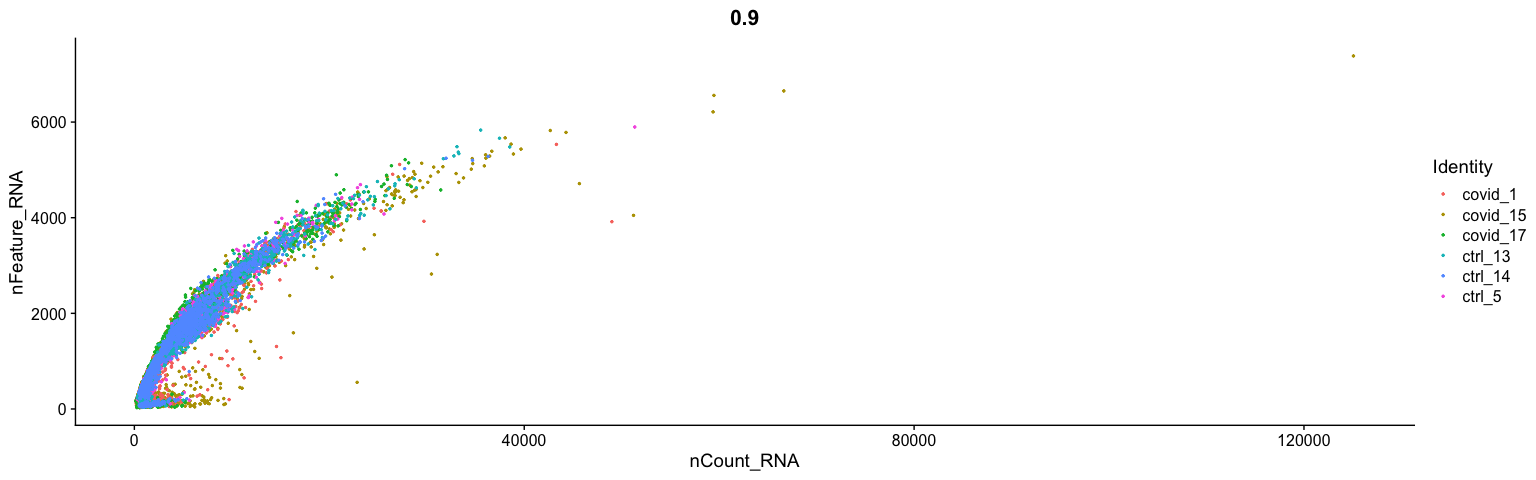 0.9
nFeature_RNA
6000
4000
2000
0
0
40000
80000
120000
nCount_RNA
Identity
covid_1
covid_15
covid_17
ctrl_13
ctrl_14
ctrl_5